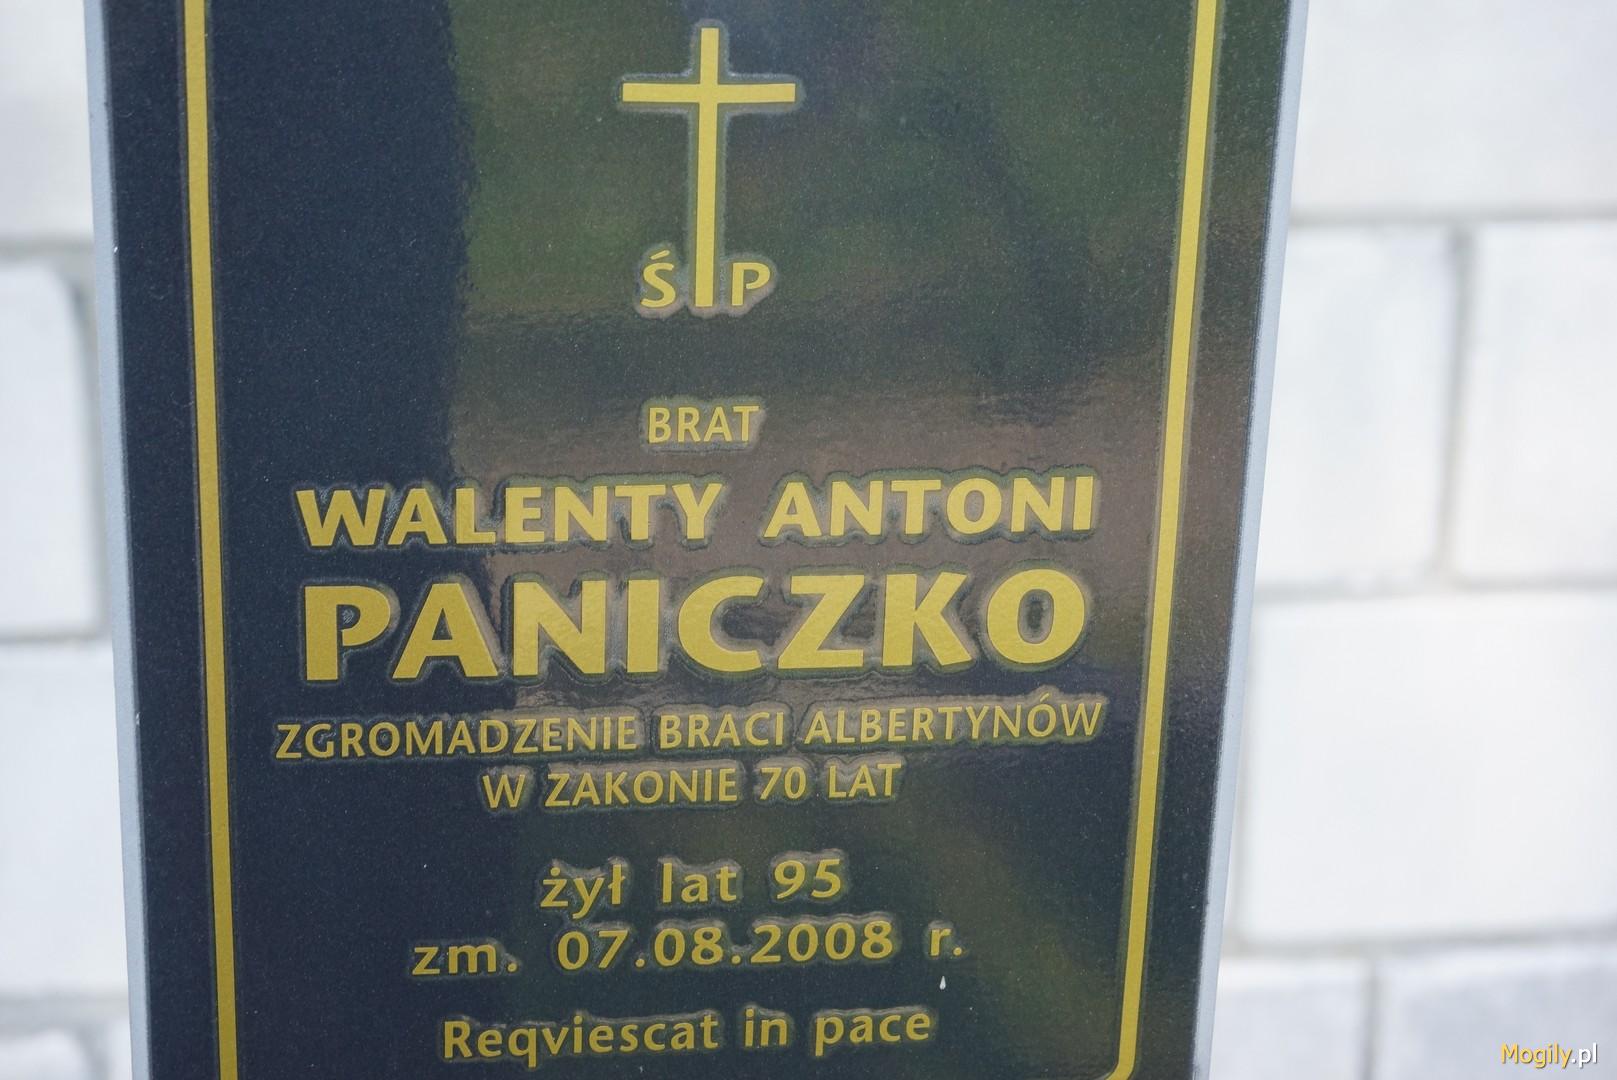 Ś P
BRAT
WALENTY ANTONI
PANICZKO
ZGROMADZENIE BRACI ALBERTYNÓW
W ZAKONIE 70 LAT
żył lat 95
zm. 07.08.2008 r.
Reqviescat in pace
Mogily.pl